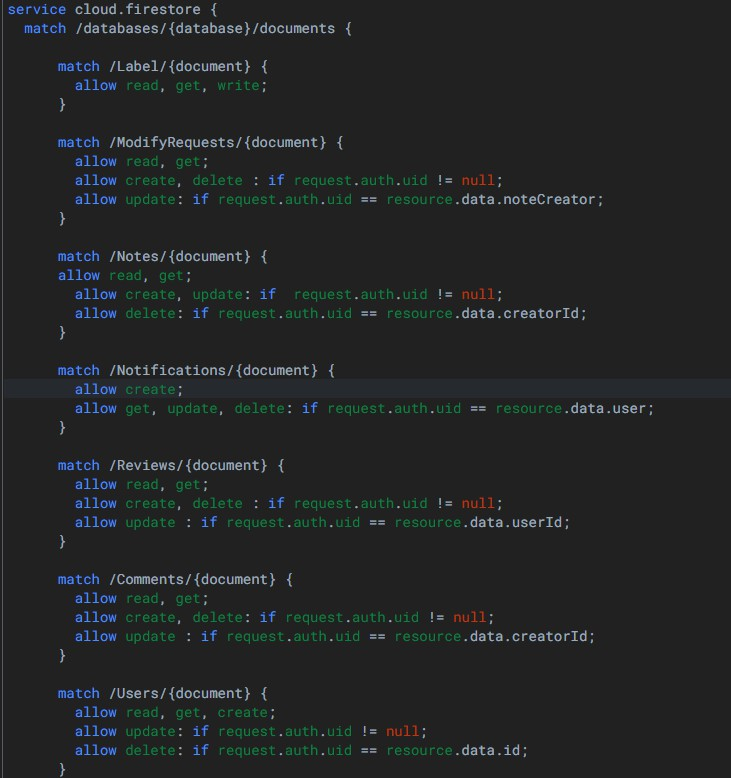 service cloud.firestore {
  match /databases/{database}/documents {
      match /Label/{document} {
        allow read, get, write;
      }
      match /ModifyRequests/{document} {
        allow read, get;
        allow create, delete : if request.auth.uid != null;
        allow update: if request.auth.uid == resource.data.noteCreator;
      }
      match /Notes/{document} {
      allow read, get;
        allow create, update: if  request.auth.uid != null;
        allow delete: if request.auth.uid == resource.data.creatorId;
      }
      match /Notifications/{document} {
        allow create;
        allow get, update, delete: if request.auth.uid == resource.data.user;
      }
      match /Reviews/{document} {
        allow read, get;
        allow create, delete : if request.auth.uid != null;
        allow update : if request.auth.uid == resource.data.userId;
      }
      match /Comments/{document} {
        allow read, get;
        allow create, delete: if request.auth.uid != null;
        allow update : if request.auth.uid == resource.data.creatorId;
      }
      match /Users/{document} {
        allow read, get, create;
        allow update: if request.auth.uid != null;
        allow delete: if request.auth.uid == resource.data.id;
      }